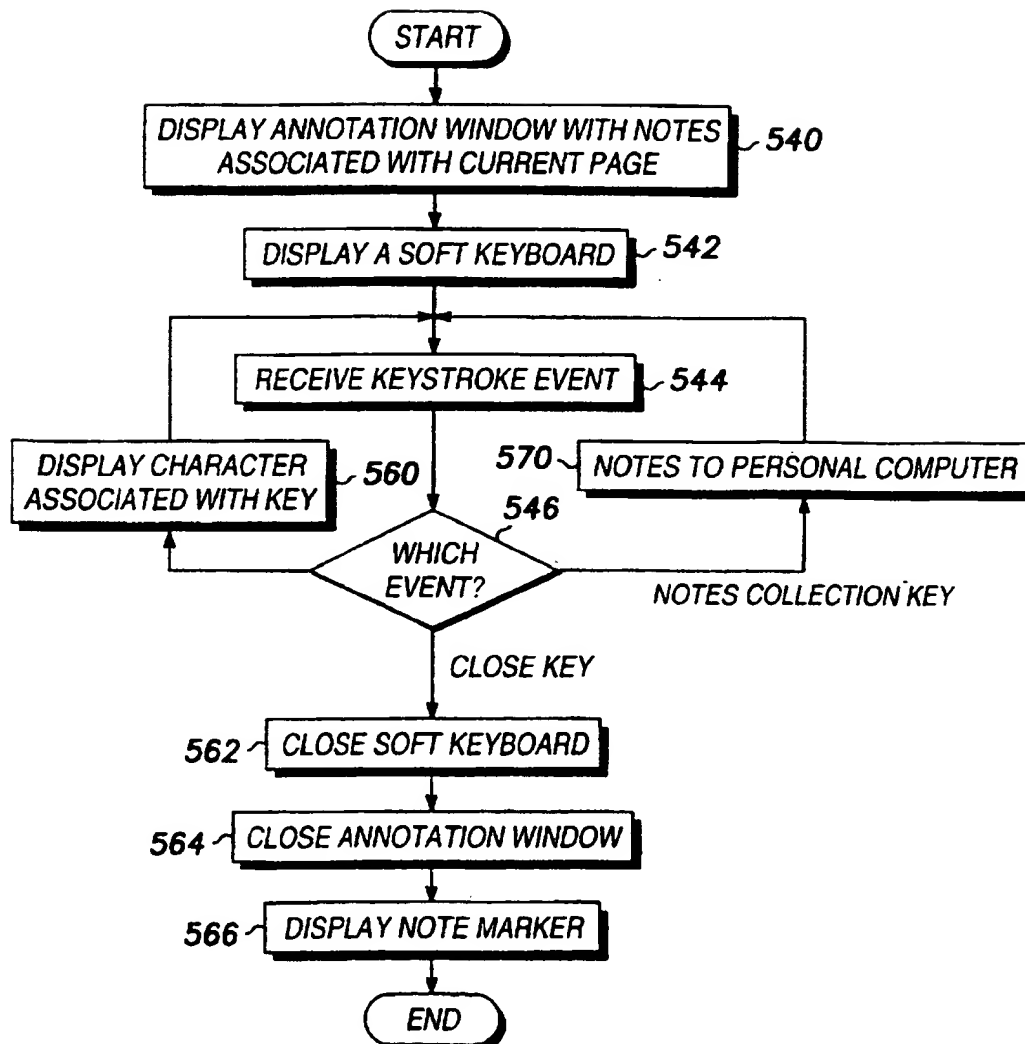 START
DISPLAY ANNOTATION WINDOW WITH NOTES
ASSOCIATED WITH CURRENT PAGE
540
DISPLAY A SOFT KEYBOARD
542
RECEIVE KEYSTROKE EVENT
544
DISPLAY CHARACTER
ASSOCIATED WITH KEY
560
570
NOTES TO PERSONAL COMPUTER
546
WHICH
EVENT?
NOTES COLLECTION KEY
CLOSE KEY
562
CLOSE SOFT KEYBOARD
564
CLOSE ANNOTATION WINDOW
566
DISPLAY NOTE MARKER
END